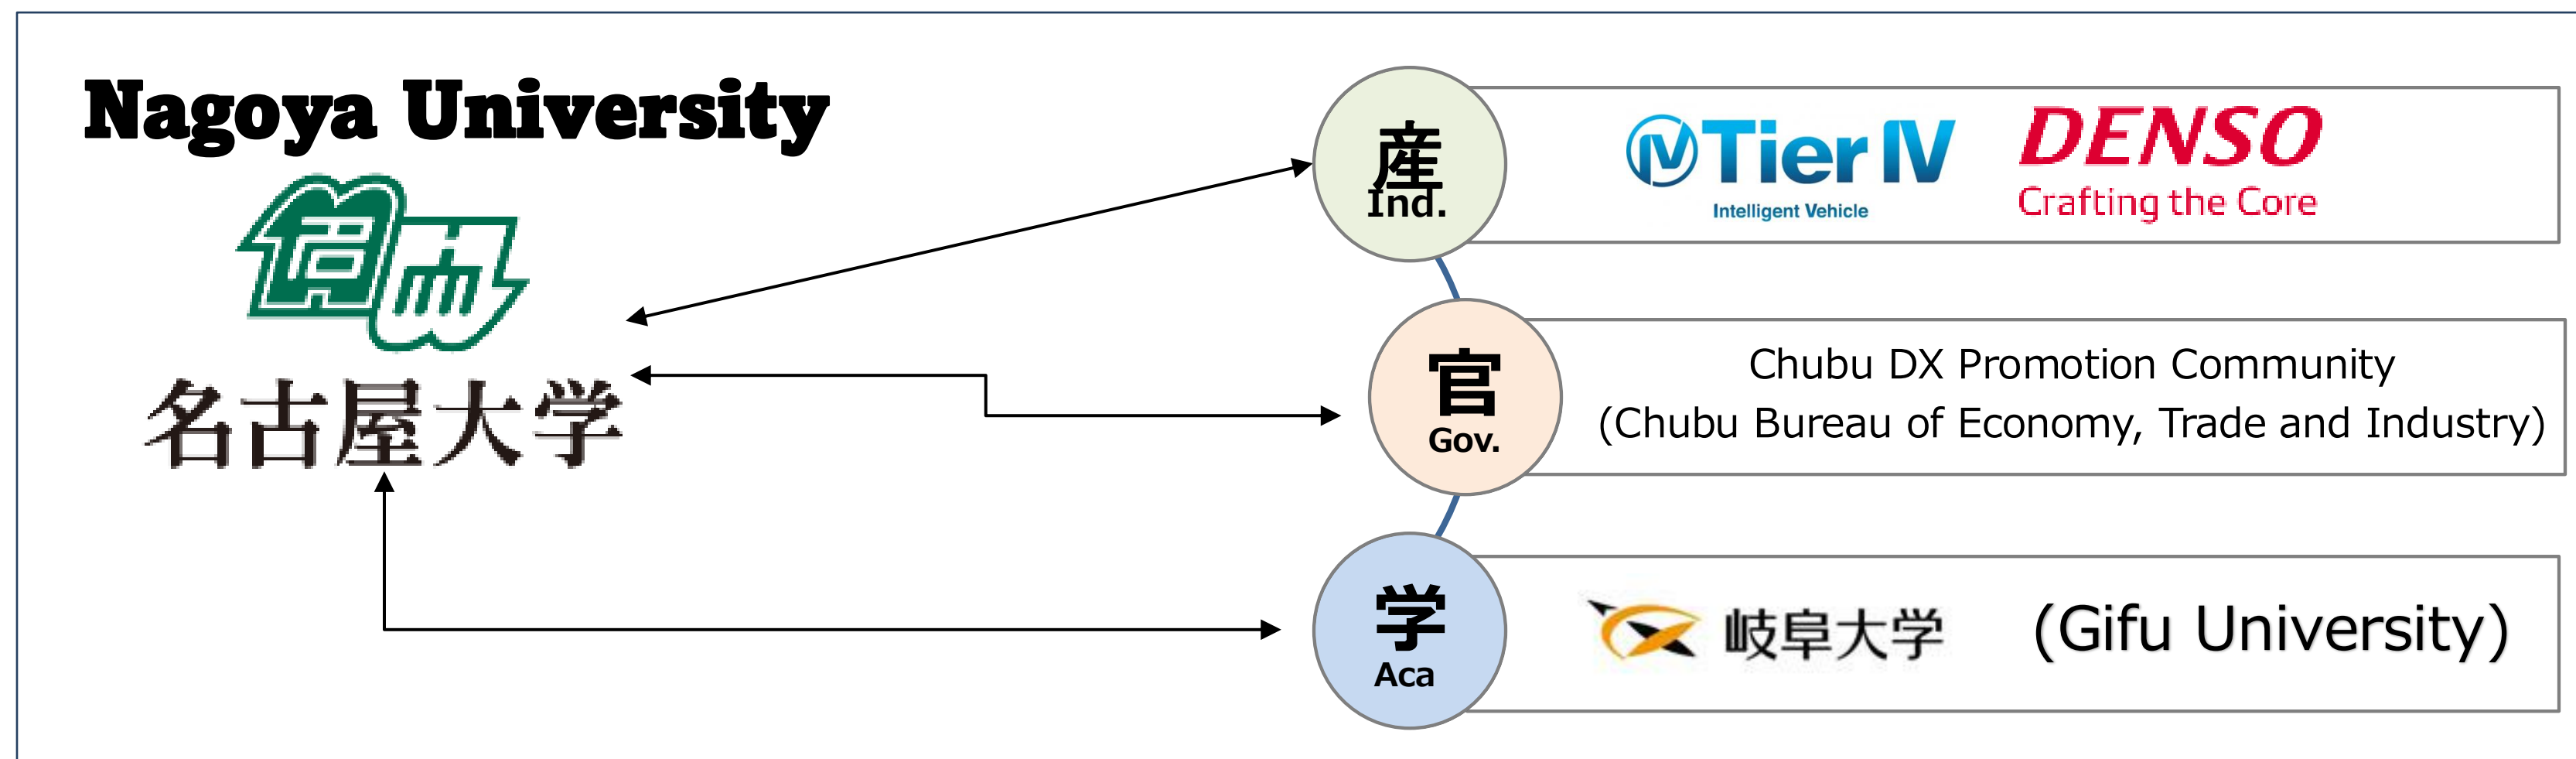 Nagoya University
名古屋大学
産
Ind.
Tier IV
Intelligent Vehicle
DENSO
Crafting the Core
官
Gov.
Chubu DX Promotion Community
(Chubu Bureau of Economy, Trade and Industry)
学
Aca
岐阜大学 (Gifu University)